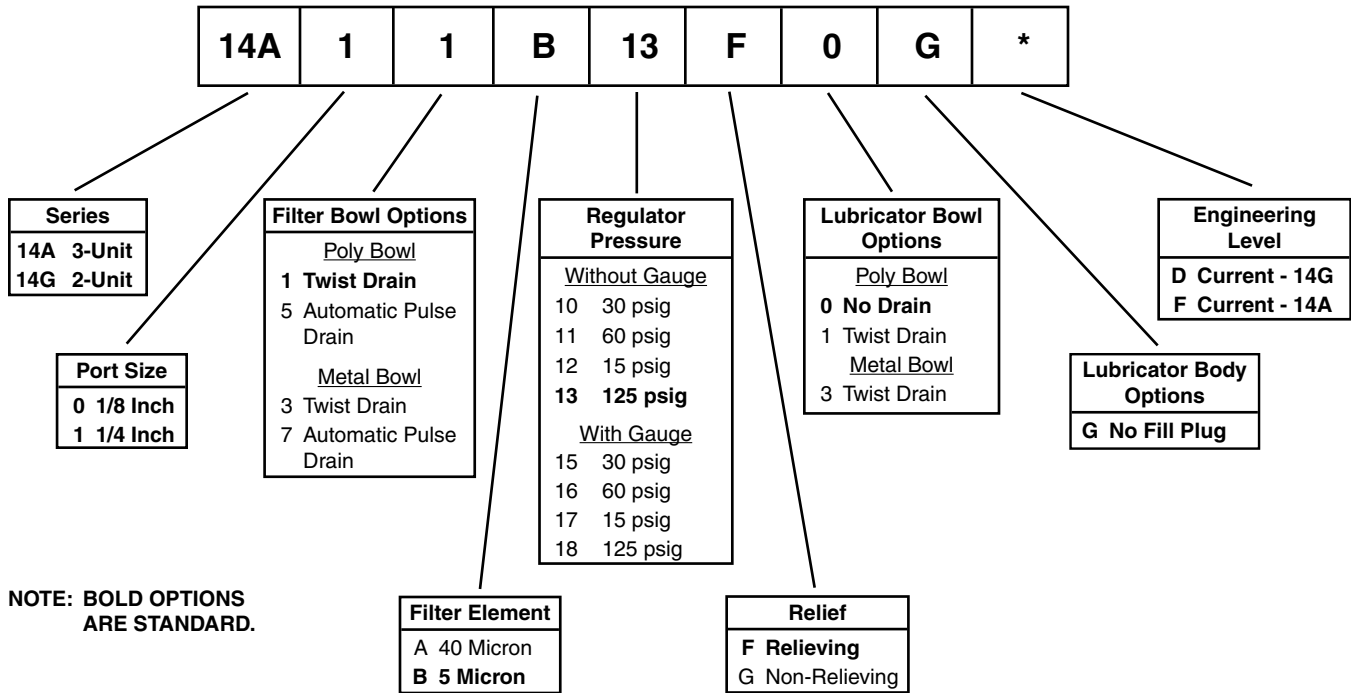 14A 1 1 B 13 F 0 G *
Series
14A 3-Unit
14G 2-Unit
Port Size
0 1/8 Inch
1 1/4 Inch
Filter Bowl Options
Poly Bowl
1 Twist Drain
5 Automatic Pulse
Drain
Metal Bowl
3 Twist Drain
7 Automatic Pulse
Drain
Filter Element
A 40 Micron
B 5 Micron
Regulator
Pressure
Without Gauge
10 30 psig
11 60 psig
12 15 psig
13 125 psig
With Gauge
15 30 psig
16 60 psig
17 15 psig
18 125 psig
Relief
F Relieving
G Non-Relieving
Lubricator Bowl
Options
Poly Bowl
0 No Drain
1 Twist Drain
Metal Bowl
3 Twist Drain
Lubricator Body
Options
G No Fill Plug
Engineering
Level
D Current - 14G
F Current - 14A
NOTE: BOLD OPTIONS
ARE STANDARD.